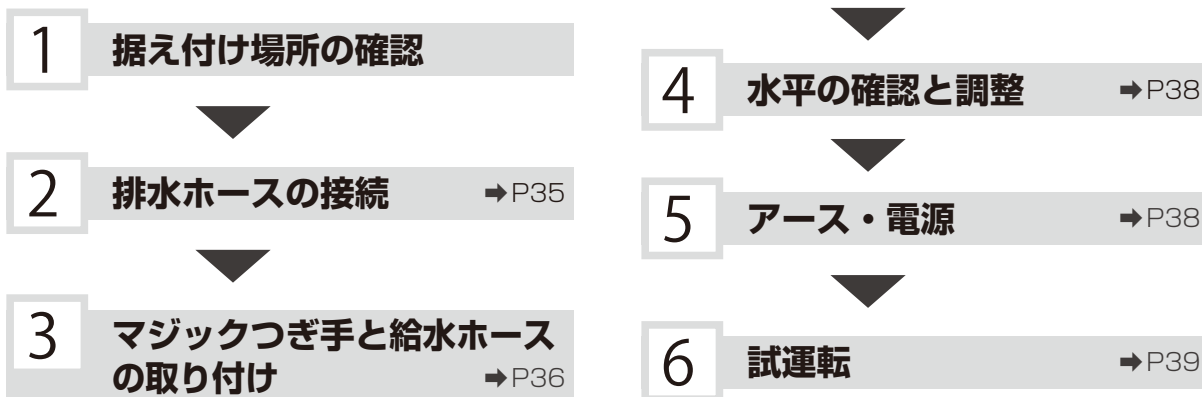 1 据え付け場所の確認
2 排水ホースの接続 ➡P35
3 マジックつぎ手と給水ホース
の取り付け ➡P36
4 水平の確認と調整 ➡P38
5 アース・電源 ➡P38
6 試運転 ➡P39